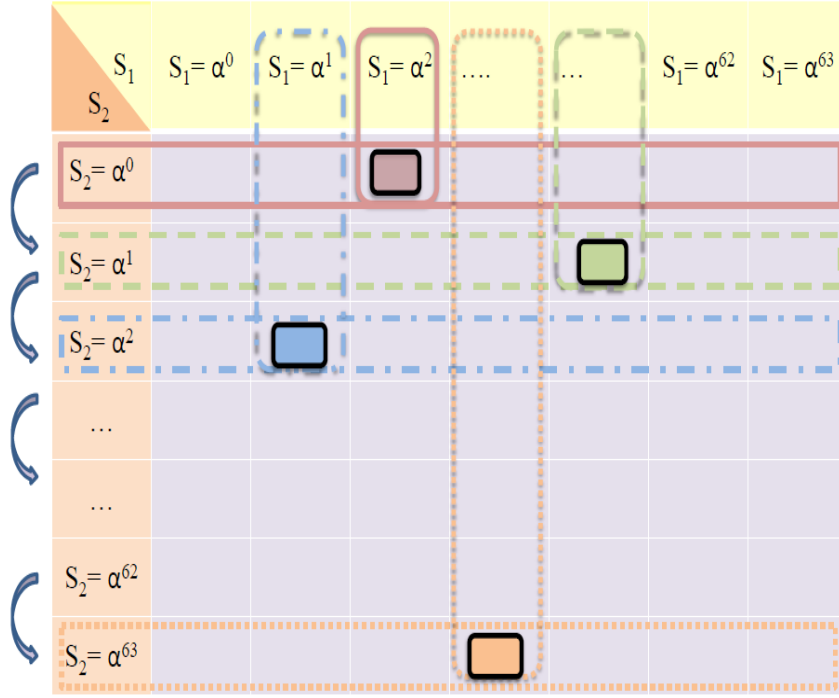 S₁ S₁= α⁰ S₁= α¹ S₁= α² .... ... S₁= α⁶² S₁= α⁶³
S₂
S₂= α⁰
S₂= α¹
S₂= α²
...
...
S₂= α⁶²
S₂= α⁶³